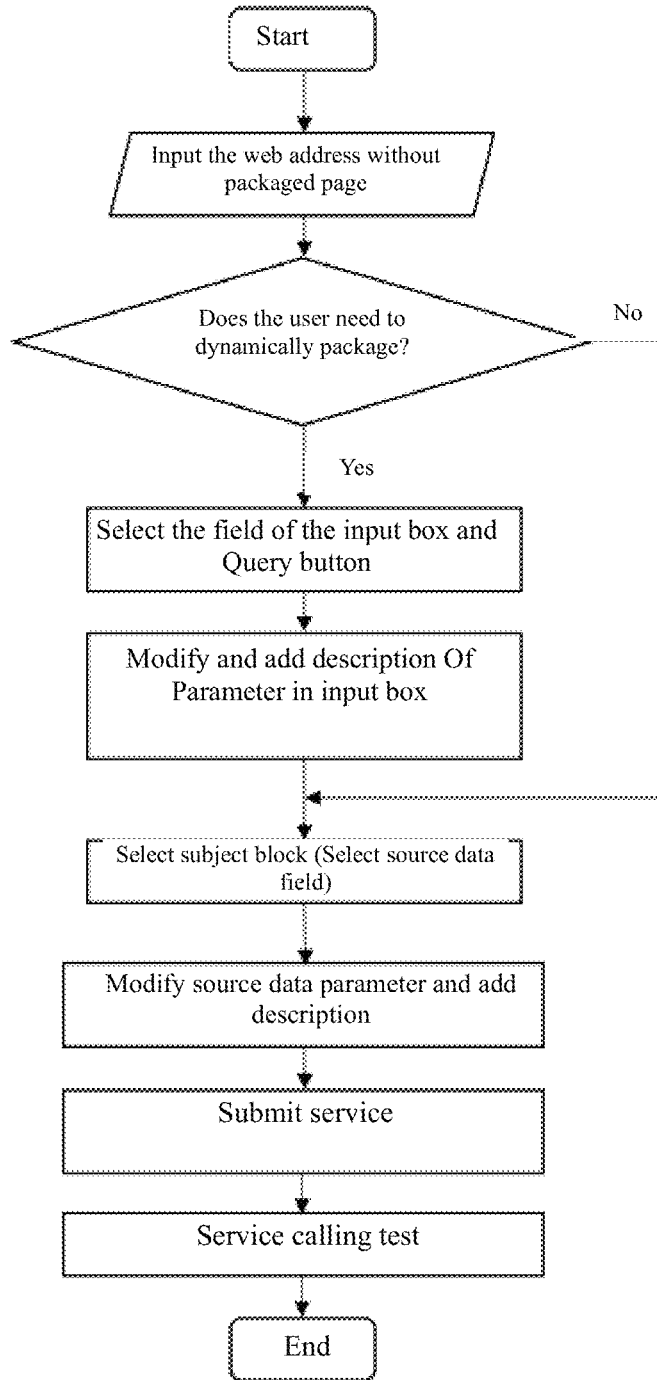 Start
Input the web address without
packaged page
Does the user need to
dynamically package?
No
Yes
Select the field of the input box and
Query button
Modify and add description Of
Parameter in input box
Select subject block (Select source data
field)
Modify source data parameter and add
description
Submit service
Service calling test
End